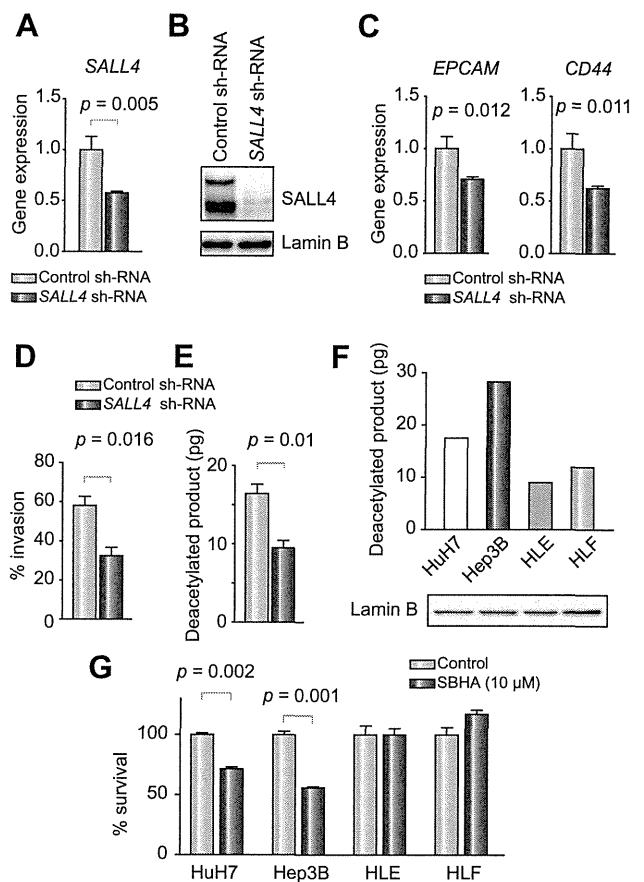 A
SALL4
p = 0.005
Gene expression
1.5
1.0
0.5
0.0
Control sh-RNA
SALL4 sh-RNA
B
Control sh-RNA
SALL4 sh-RNA
SALL4
Lamin B
C
EPCAM
CD44
p = 0.012
p = 0.011
Gene expression
1.5
1.0
0.5
0.0
1.5
1.0
0.5
0.0
Control sh-RNA
SALL4 sh-RNA
D
Control sh-RNA
SALL4 sh-RNA
p = 0.016
% invasion
80
60
40
20
0
E
p = 0.01
Deacetylated product (pg)
20
10
0
F
Deacetylated product (pg)
30
20
10
0
HuH7
Hep3B
HLE
HLF
Lamin B
G
Control
SBHA (10 µM)
p = 0.002
p = 0.001
% survival
100
50
0
HuH7
Hep3B
HLE
HLF